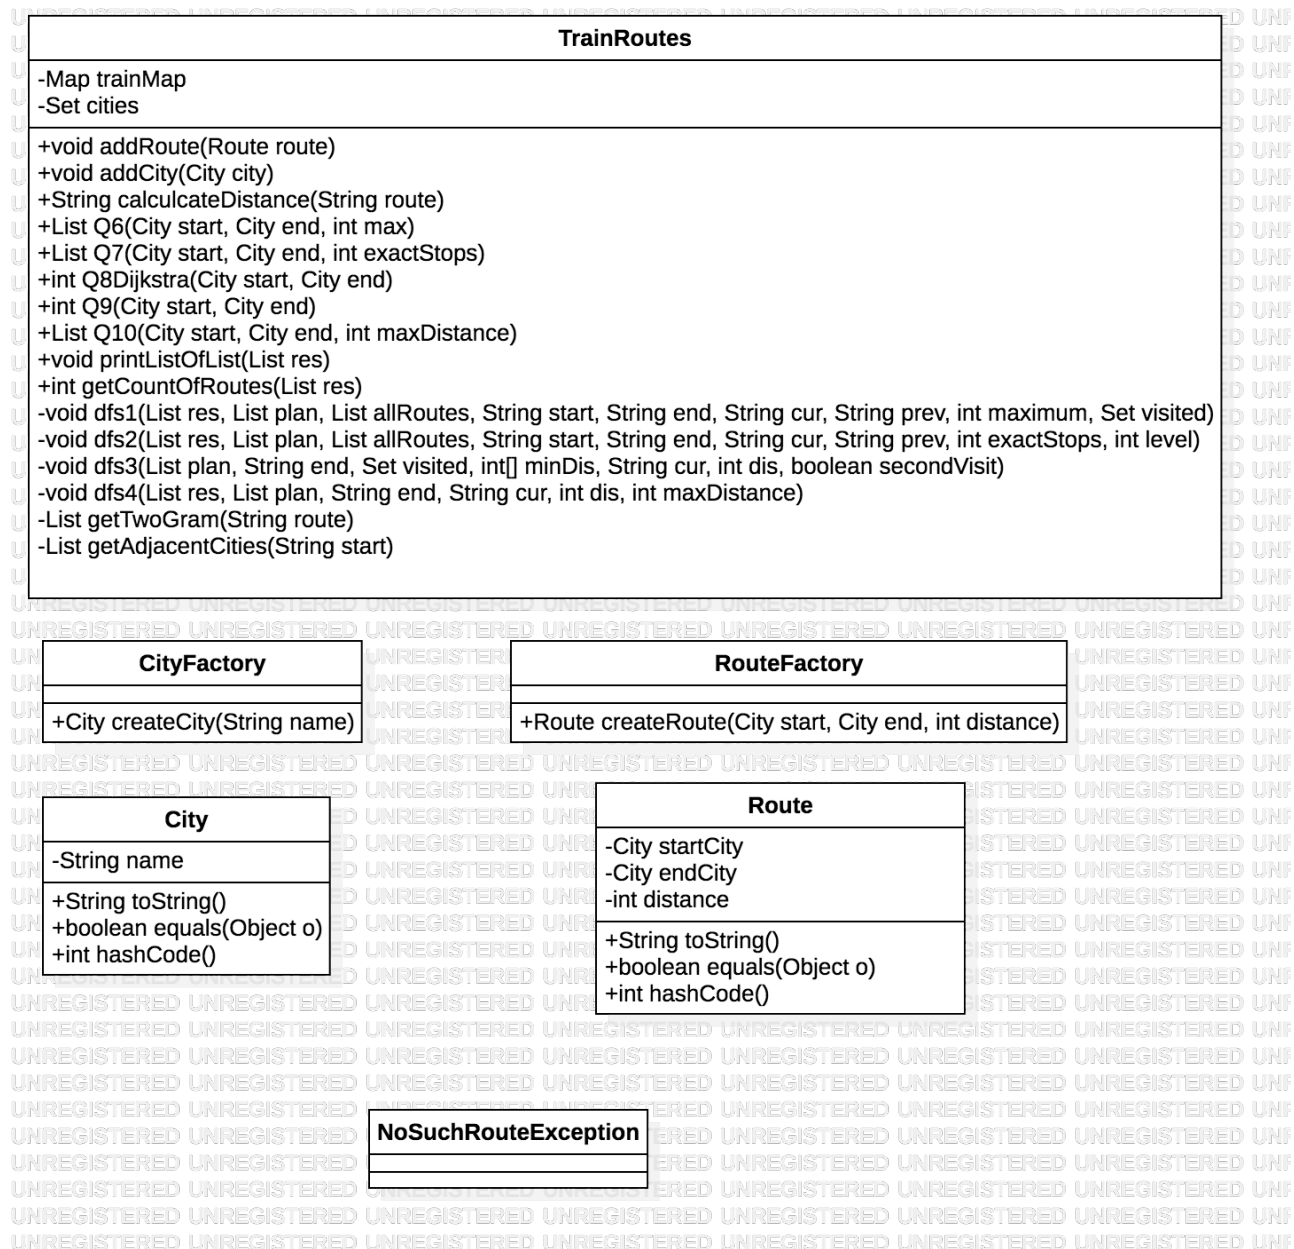 TrainRoutes
-Map trainMap
-Set cities
+void addRoute(Route route)
+void addCity(City city)
+String calculcateDistance(String route)
+List Q6(City start, City end, int max)
+List Q7(City start, City end, int exactStops)
+int Q8Dijkstra(City start, City end)
+int Q9(City start, City end)
+List Q10(City start, City end, int maxDistance)
+void printListOfList(List res)
+int getCountOfRoutes(List res)
-void dfs1(List res, List plan, List allRoutes, String start, String end, String cur, String prev, int maximum, Set visited)
-void dfs2(List res, List plan, List allRoutes, String start, String end, String cur, String prev, int exactStops, int level)
-void dfs3(List plan, String end, Set visited, int[] minDis, String cur, int dis, boolean secondVisit)
-void dfs4(List res, List plan, String end, String cur, int dis, int maxDistance)
-List getTwoGram(String route)
-List getAdjacentCities(String start)
CityFactory
+City createCity(String name)
RouteFactory
+Route createRoute(City start, City end, int distance)
City
-String name
+String toString()
+boolean equals(Object o)
+int hashCode()
Route
-City startCity
-City endCity
-int distance
+String toString()
+boolean equals(Object o)
+int hashCode()
NoSuchRouteException
UNREGISTERED UNREGISTERED UNREGISTERED UNREGISTERED UNREGISTERED UNREGISTERED UNREGISTERED